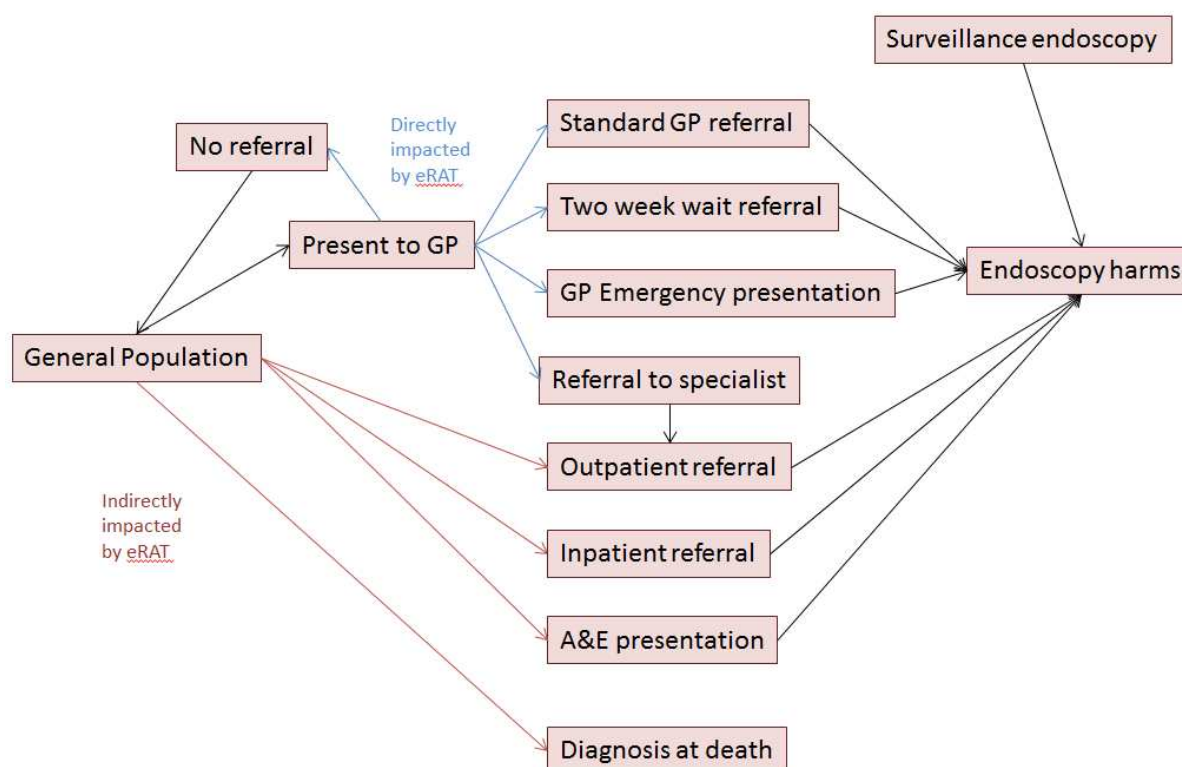 Surveillance endoscopy
Standard GP referral
No referral
Directly
impacted
by eRAT
Two week wait referral
Present to GP
Endoscopy harms
GP Emergency presentation
General Population
Referral to specialist
Outpatient referral
Indirectly
impacted
by eRAT
Inpatient referral
A&E presentation
Diagnosis at death